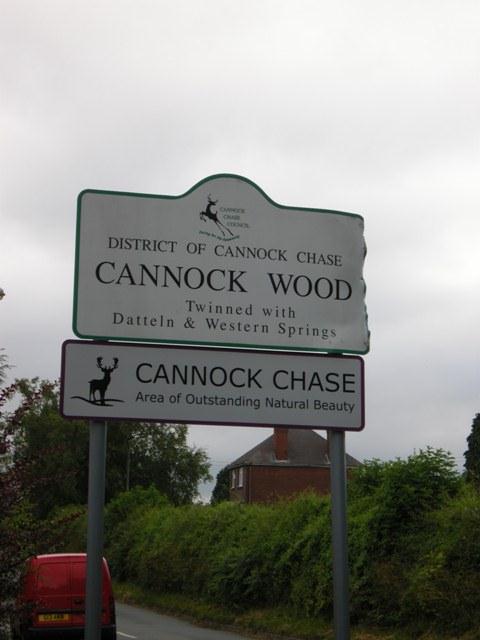 CANNOCK
CHASE
COUNCIL
DISTRICT OF CANNOCK CHASE
CANNOCK WOOD
Twinned with
Datteln & Western Springs
CANNOCK CHASE
Area of Outstanding Natural Beauty